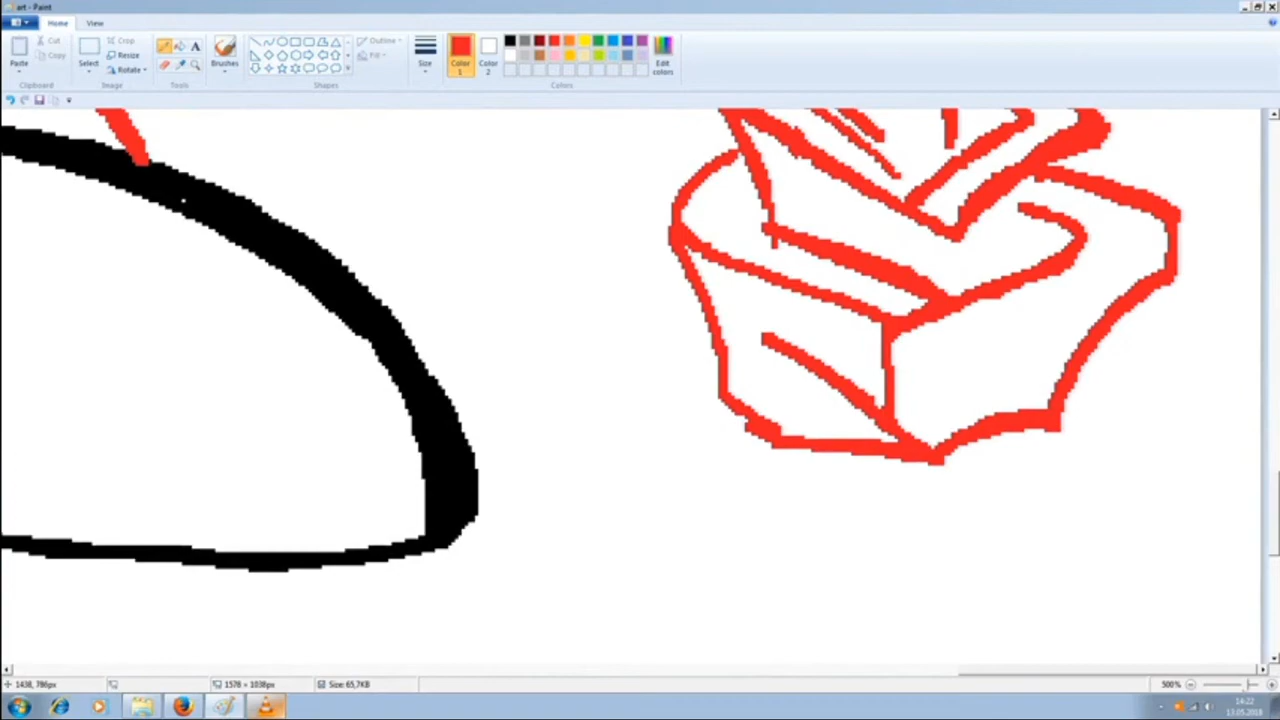 art - Paint
Home View
Paste
Cut
Copy
Clipboard
Select
Crop
Resize
Rotate
Image
A
Tools
Brushes
Outline
Fill
Shapes
Size
Color 1
Color 2
Edit colors
Colors
1438, 786px
1578 × 1038px
Size: 65,7KB
500%
14:22
13.05.2018